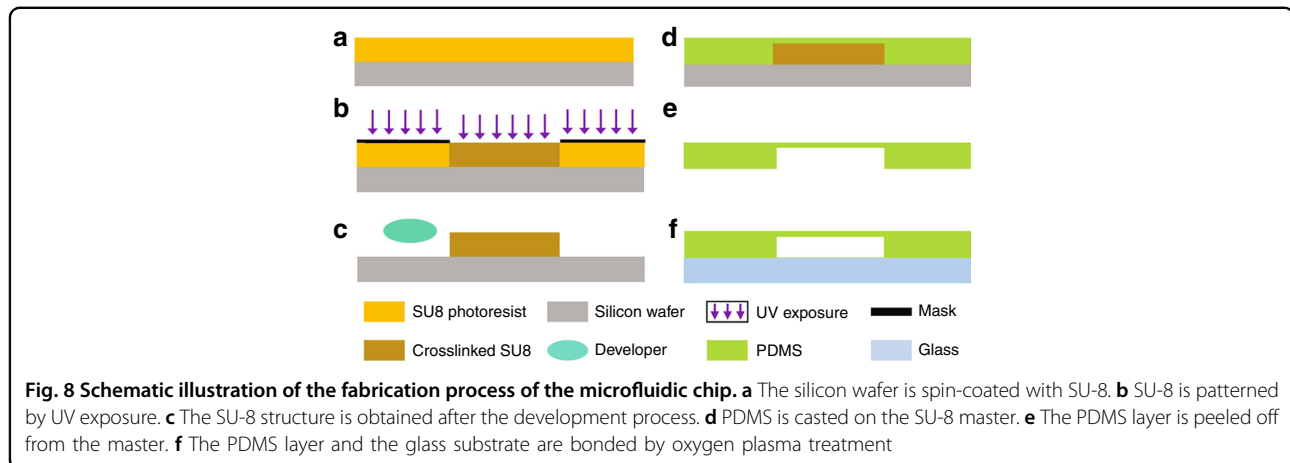 a
d
b
e
c
f
SU8 photoresist
Silicon wafer
UV exposure
Mask
Crosslinked SU8
Developer
PDMS
Glass
Fig. 8 Schematic illustration of the fabrication process of the microfluidic chip. a The silicon wafer is spin-coated with SU-8. b SU-8 is patterned
by UV exposure. c The SU-8 structure is obtained after the development process. d PDMS is casted on the SU-8 master. e The PDMS layer is peeled off
from the master. f The PDMS layer and the glass substrate are bonded by oxygen plasma treatment